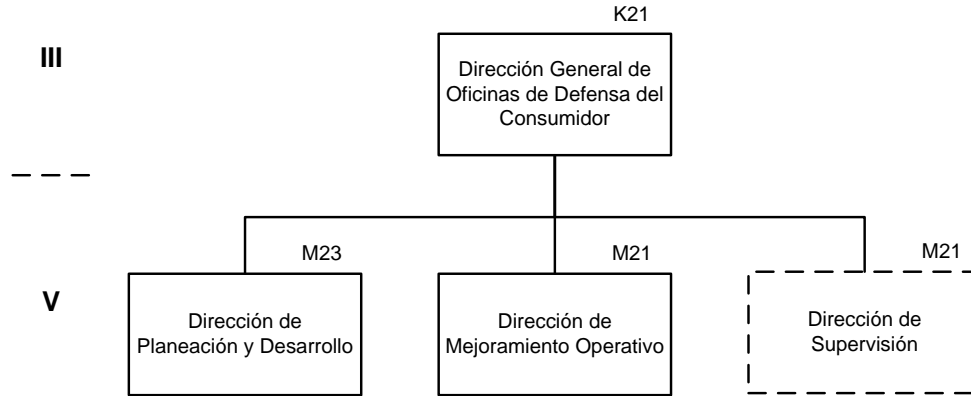 K21
III
Dirección General de
Oficinas de Defensa del
Consumidor
M23
M21
M21
V
Dirección de
Planeación y Desarrollo
Dirección de
Mejoramiento Operativo
Dirección de
Supervisión